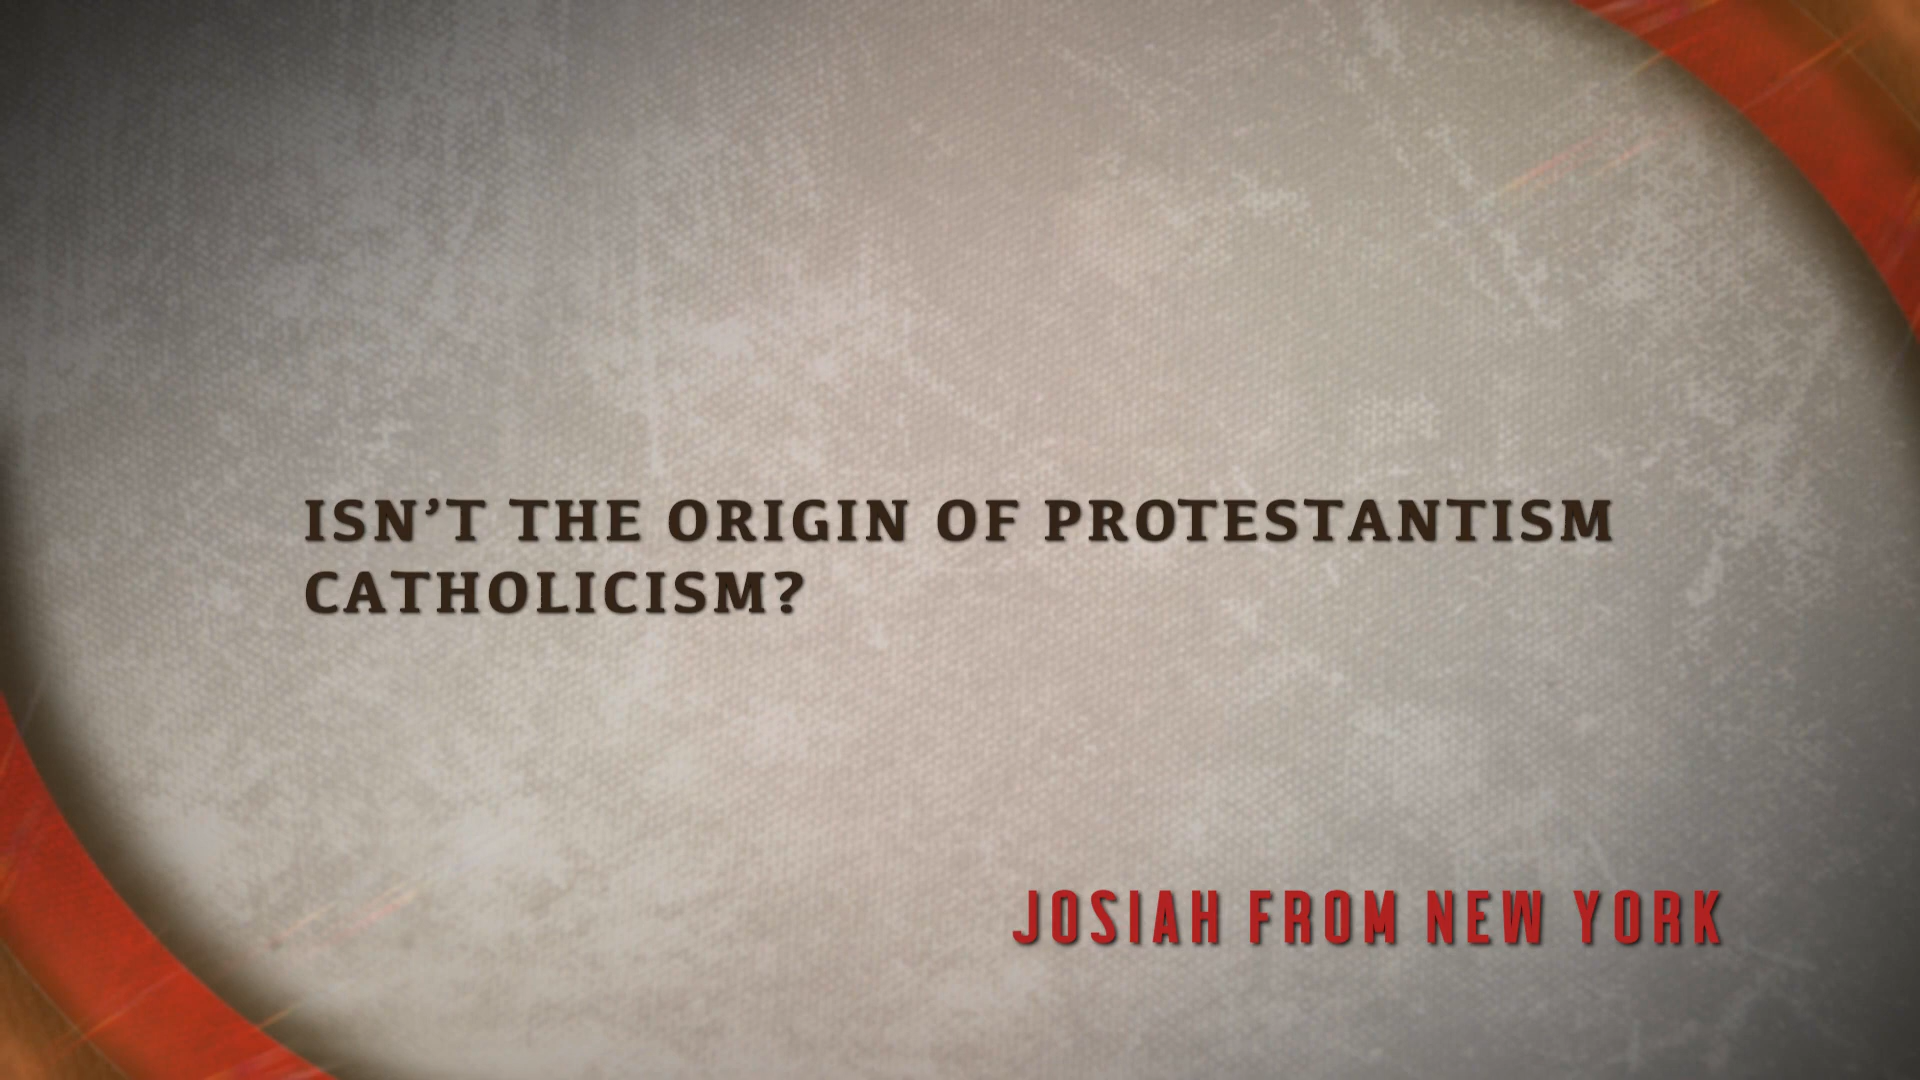 ISN'T THE ORIGIN OF PROTESTANTISM
CATHOLICISM?
JOSIAH FROM NEW YORK